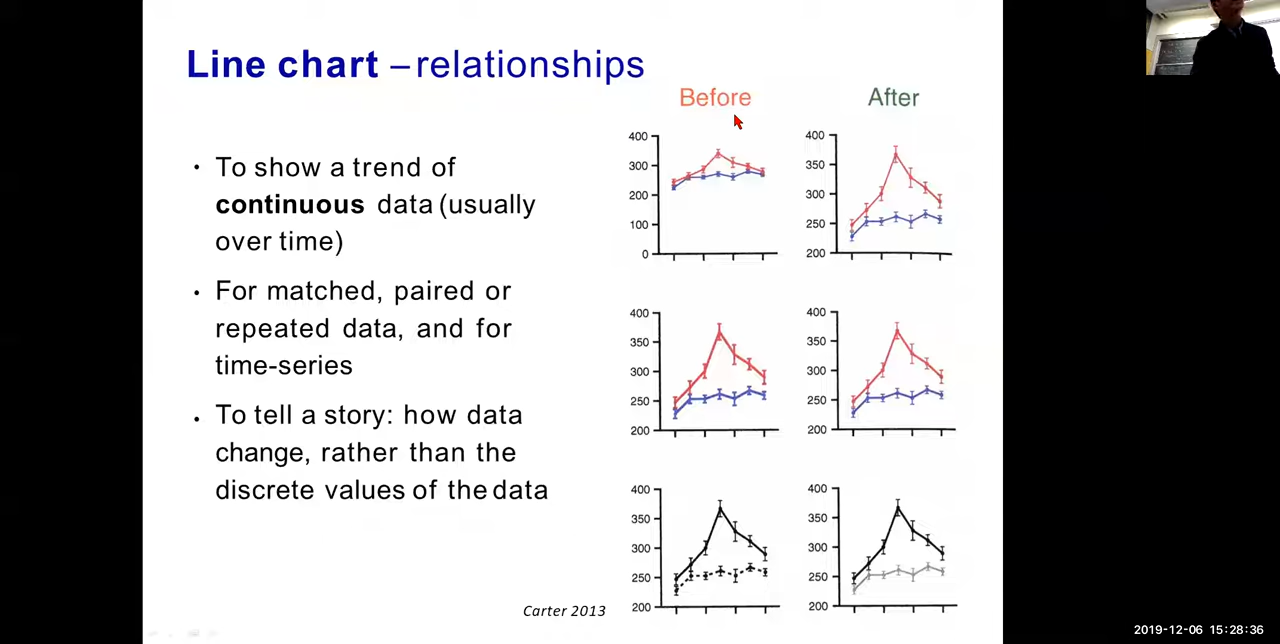 Line chart – relationships
Before
After
· To show a trend of
continuous data (usually
over time)
· For matched, paired or
repeated data, and for
time-series
· To tell a story: how data
change, rather than the
discrete values of the data
400
300
200
100
0
400
350
300
250
200
400
350
300
250
200
400
350
300
250
200
400
350
300
250
200
400
350
300
250
200
Carter 2013
2019-12-06 15:28:36